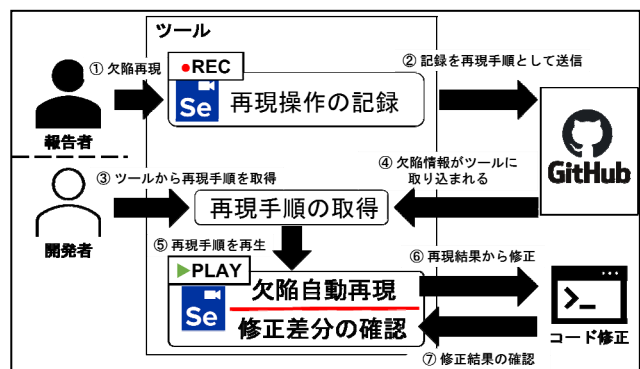 ツール
① 欠陥再現
●REC
② 記録を再現手順として送信
Se
再現操作の記録
報告者
GitHub
③ ツールから再現手順を取得
④ 欠陥情報がツールに
取り込まれる
再現手順の取得
開発者
⑤ 再現手順を再生
▶PLAY
⑥ 再現結果から修正
欠陥自動再現
Se
修正差分の確認
>_
コード修正
⑦ 修正結果の確認